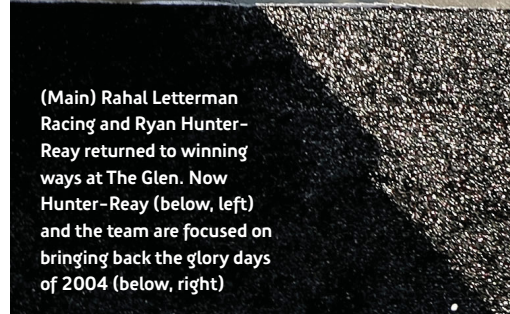 (Main) Rahal Letterman
Racing and Ryan Hunter-
Reay returned to winning
ways at The Glen. Now
Hunter-Reay (below, left)
and the team are focused on
bringing back the glory days
of 2004 (below, right)